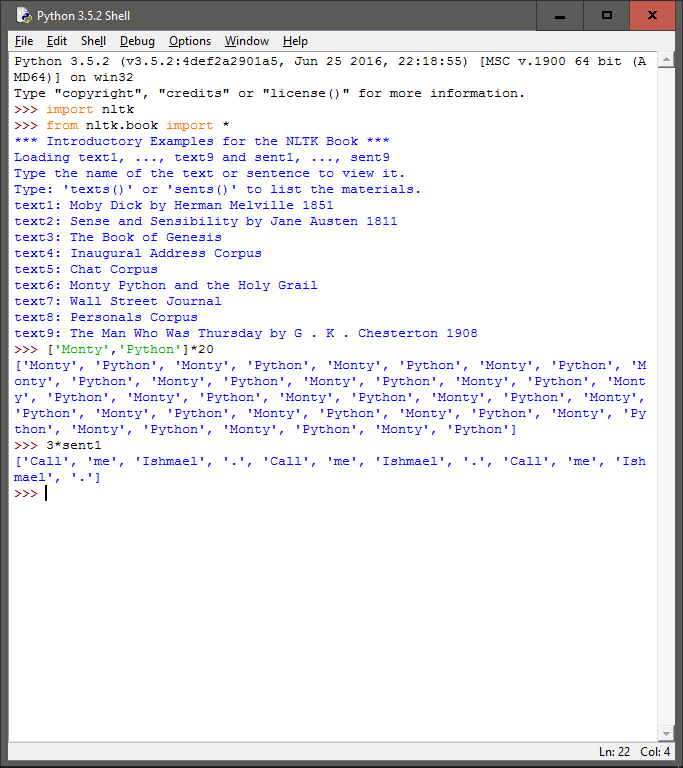 Python 3.5.2 Shell
File Edit Shell Debug Options Window Help
Python 3.5.2 (v3.5.2:4def2a2901a5, Jun 25 2016, 22:18:55) [MSC v.1900 64 bit (A
MD64)] on win32
Type "copyright", "credits" or "license()" for more information.
>>> import nltk
>>> from nltk.book import *
*** Introductory Examples for the NLTK Book ***
Loading text1, ..., text9 and sent1, ..., sent9
Type the name of the text or sentence to view it.
Type: 'texts()' or 'sents()' to list the materials.
text1: Moby Dick by Herman Melville 1851
text2: Sense and Sensibility by Jane Austen 1811
text3: The Book of Genesis
text4: Inaugural Address Corpus
text5: Chat Corpus
text6: Monty Python and the Holy Grail
text7: Wall Street Journal
text8: Personals Corpus
text9: The Man Who Was Thursday by G . K . Chesterton 1908
>>> ['Monty','Python']*20
['Monty', 'Python', 'Monty', 'Python', 'Monty', 'Python', 'Monty', 'Python', 'M
onty', 'Python', 'Monty', 'Python', 'Monty', 'Python', 'Monty', 'Python', 'Mont
y', 'Python', 'Monty', 'Python', 'Monty', 'Python', 'Monty', 'Python', 'Monty',
'Python', 'Monty', 'Python', 'Monty', 'Python', 'Monty', 'Python', 'Monty', 'Py
thon', 'Monty', 'Python', 'Monty', 'Python', 'Monty', 'Python']
>>> 3*sent1
['Call', 'me', 'Ishmael', '.', 'Call', 'me', 'Ishmael', '.', 'Call', 'me', 'Ish
mael', '.']
>>>
Ln: 22 Col: 4